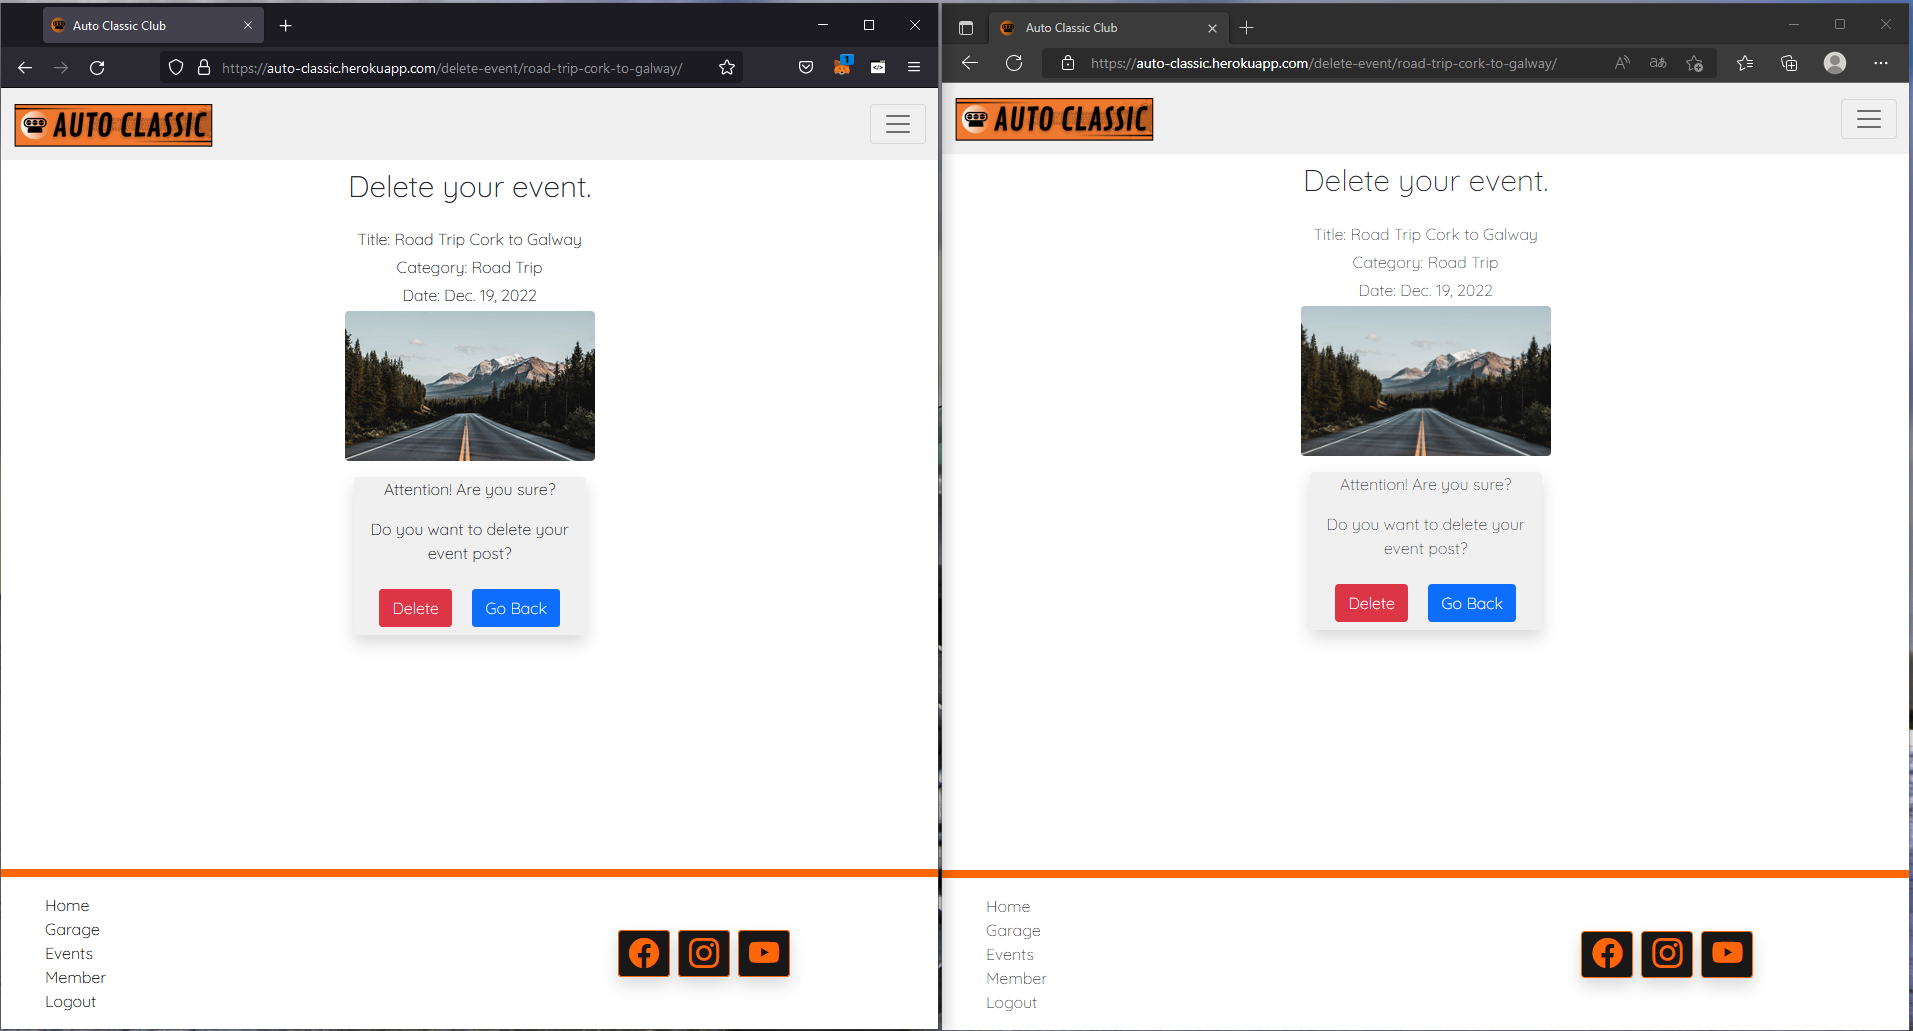 Auto Classic Club
1
https://auto-classic.herokuapp.com/delete-event/road-trip-cork-to-galway/
AUTO CLASSIC
Delete your event.
Title: Road Trip Cork to Galway
Category: Road Trip
Date: Dec. 19, 2022
Attention! Are you sure?
Do you want to delete your
event post?
Delete Go Back
Home
Garage
Events
Member
Logout
Auto Classic Club
https://auto-classic.herokuapp.com/delete-event/road-trip-cork-to-galway/
AUTO CLASSIC
Delete your event.
Title: Road Trip Cork to Galway
Category: Road Trip
Date: Dec. 19, 2022
Attention! Are you sure?
Do you want to delete your
event post?
Delete Go Back
Home
Garage
Events
Member
Logout